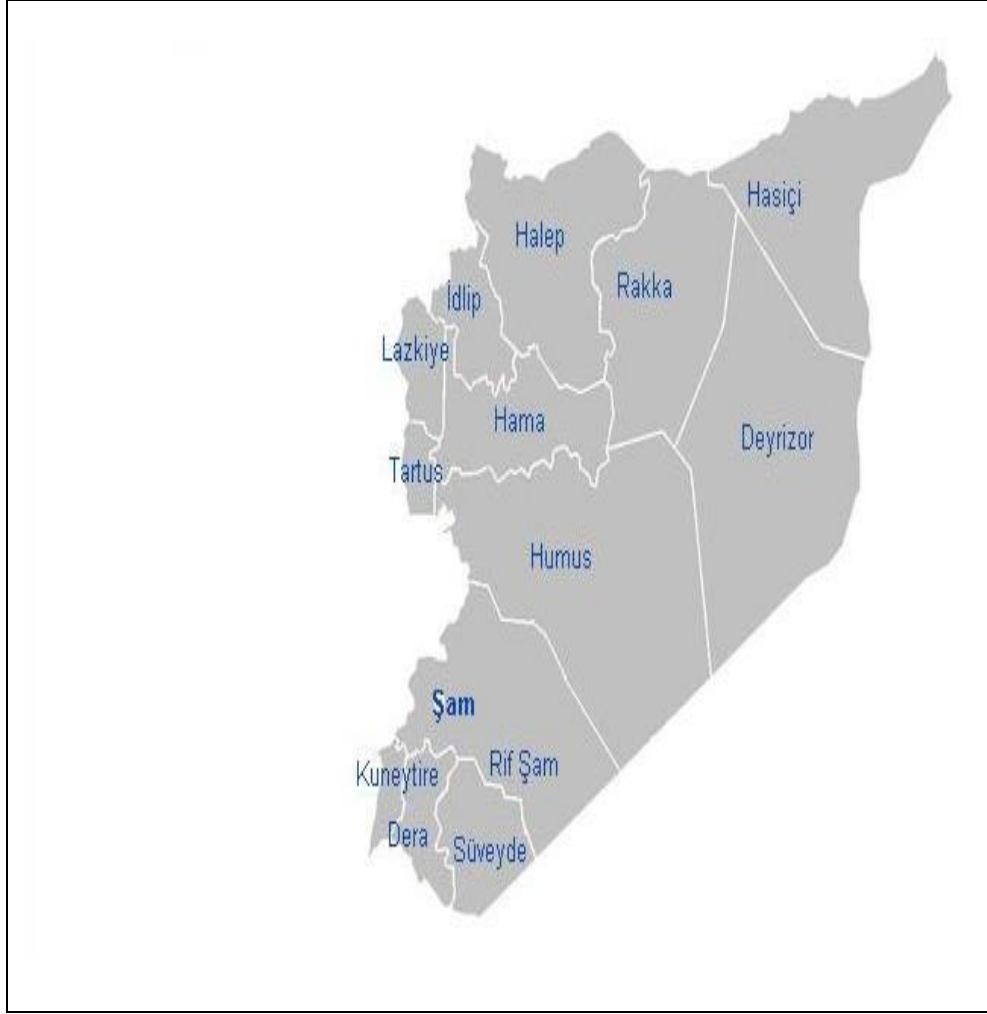 Hasiçi
Halep
Rakka
İdlip
Lazkiye
Hama
Deyrizor
Tartus
Humus
Şam
Rif Şam
Kuneytire
Dera
Süveyde